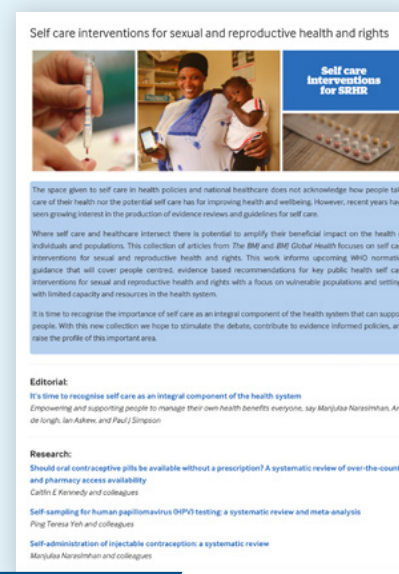 Self care interventions for sexual and reproductive health and rights
Self care
interventions
for SRHR
The space given to self care in health policies and national healthcare does not acknowledge how people
care of their health nor the potential self care has for improving health and wellbeing. However, recent years
seen growing interest in the production of evidence reviews and guidelines for self care.
Where self care and healthcare intersect there is potential to amplify their beneficial impact on the health
individuals and populations. This collection of articles from The BMJ and BMJ Global Health focuses on self
interventions for sexual and reproductive health and rights. This work informs upcoming WHO
guidance that will cover people centred, evidence based recommendations for key public health self
interventions for sexual and reproductive health and rights with a focus on vulnerable populations and
with limited capacity and resources in the health system.
It is time to recognise the importance of self care as an integral component of the health system that can
people. With this new collection we hope to stimulate the debate, contribute to evidence informed policies,
raise the profile of this important area.
Editorial:
It's time to recognise self care as an integral component of the health system
Empowering and supporting people to manage their own health benefits everyone, say Manjulaa Narasimhan,
de Iongh, Ian Askew, and Paul J Simpson
Research:
Should oral contraceptive pills be available without a prescription? A systematic review of
and pharmacy access availability
Caitlin E Kennedy and colleagues
Self-sampling for human papillomavirus (HPV) testing: a systematic review and meta-analysis
Ping Teresa Yeh and colleagues
Self-administration of injectable contraception: a systematic review
Manjulaa Narasimhan and colleagues